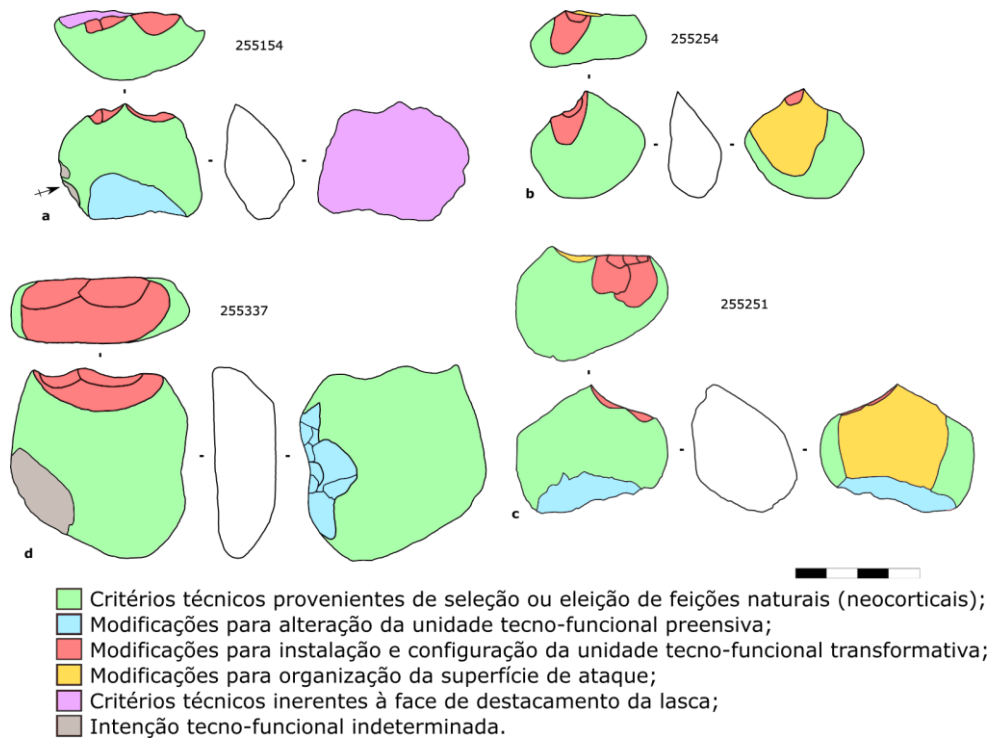 255154
255254
a
b
255337
255251
c
d
Critérios técnicos provenientes de seleção ou eleição de feições naturais (neocorticais);
Modificações para alteração da unidade tecno-funcional preensiva;
Modificações para instalação e configuração da unidade tecno-funcional transformativa;
Modificações para organização da superfície de ataque;
Critérios técnicos inerentes à face de destacamento da lasca;
Intenção tecno-funcional indeterminada.